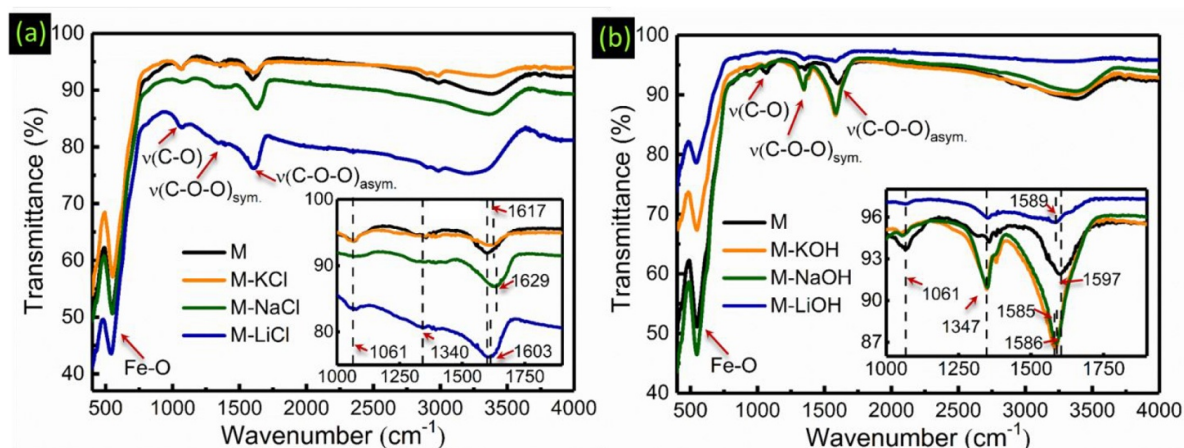 (a)
100
90
80
70
60
50
40
Transmittance (%)
ν(C-O)
ν(C-O-O)sym.
ν(C-O-O)asym.
M
M-KCl
M-NaCl
M-LiCl
Fe-O
100
90
80
1617
1629
1061
1340
1603
1000 1250 1500 1750
500 1000 1500 2000 2500 3000 3500 4000
Wavenumber (cm⁻¹)
(b)
100
90
80
70
60
50
40
Transmittance (%)
ν(C-O)
ν(C-O-O)sym.
ν(C-O-O)asym.
M
M-KOH
M-NaOH
M-LiOH
Fe-O
96
91
86
1589
1061
1597
1347
1585
1586
1000 1250 1500 1750
500 1000 1500 2000 2500 3000 3500 4000
Wavenumber (cm⁻¹)